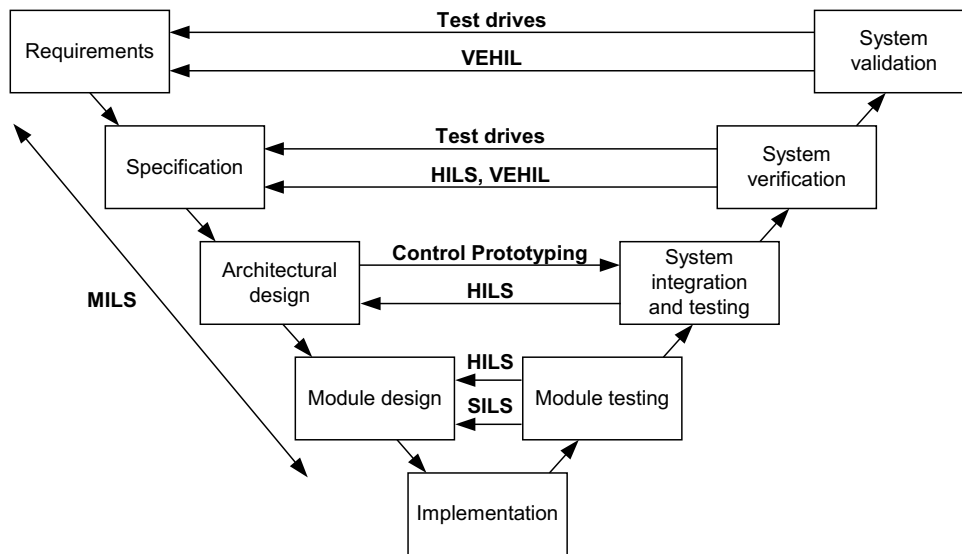 Test drives
Requirements
System
validation
VEHIL
Test drives
Specification
System
verification
HILS, VEHIL
Control Prototyping
Architectural
design
System
integration
and testing
HILS
MILS
HILS
Module design
Module testing
SILS
Implementation